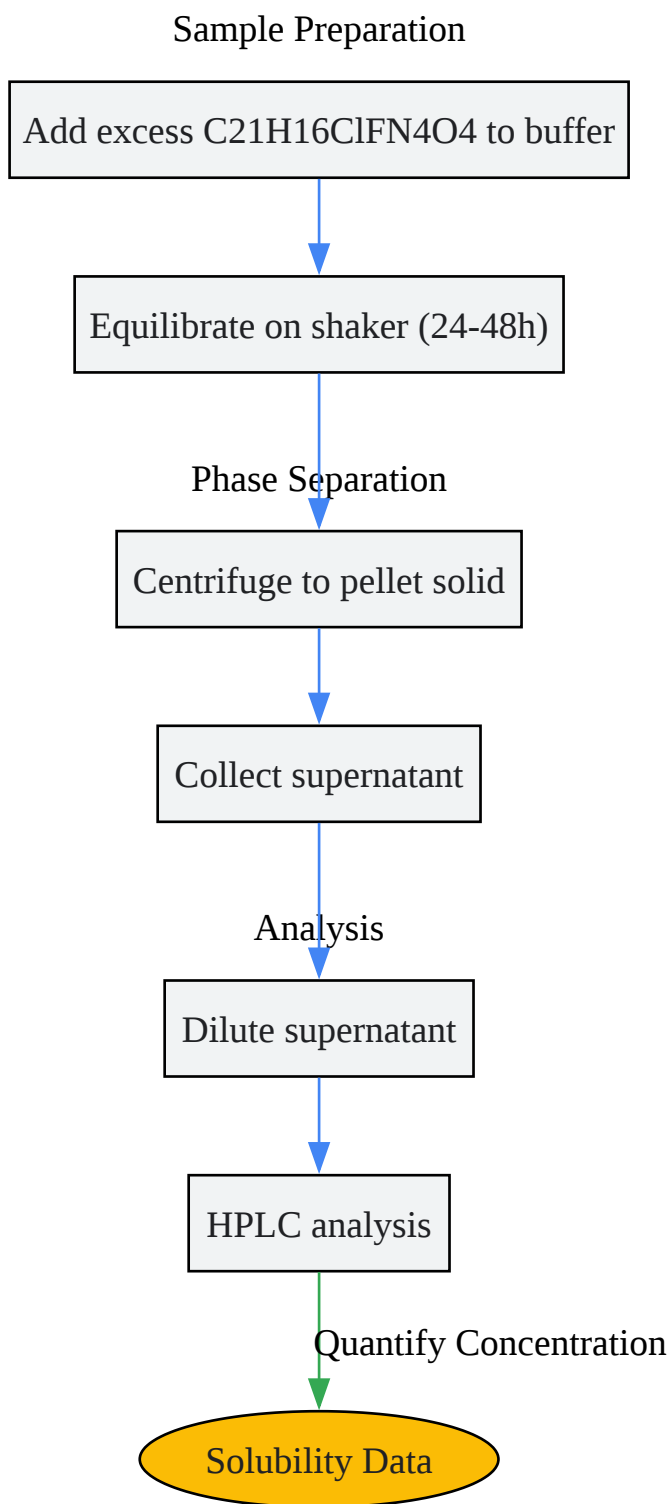 Sample Preparation
Add excess C21H16ClFN4O4 to buffer
Equilibrate on shaker (24-48h)
Phase Separation
Centrifuge to pellet solid
Collect supernatant
Analysis
Dilute supernatant
HPLC analysis
Quantify Concentration
Solubility Data